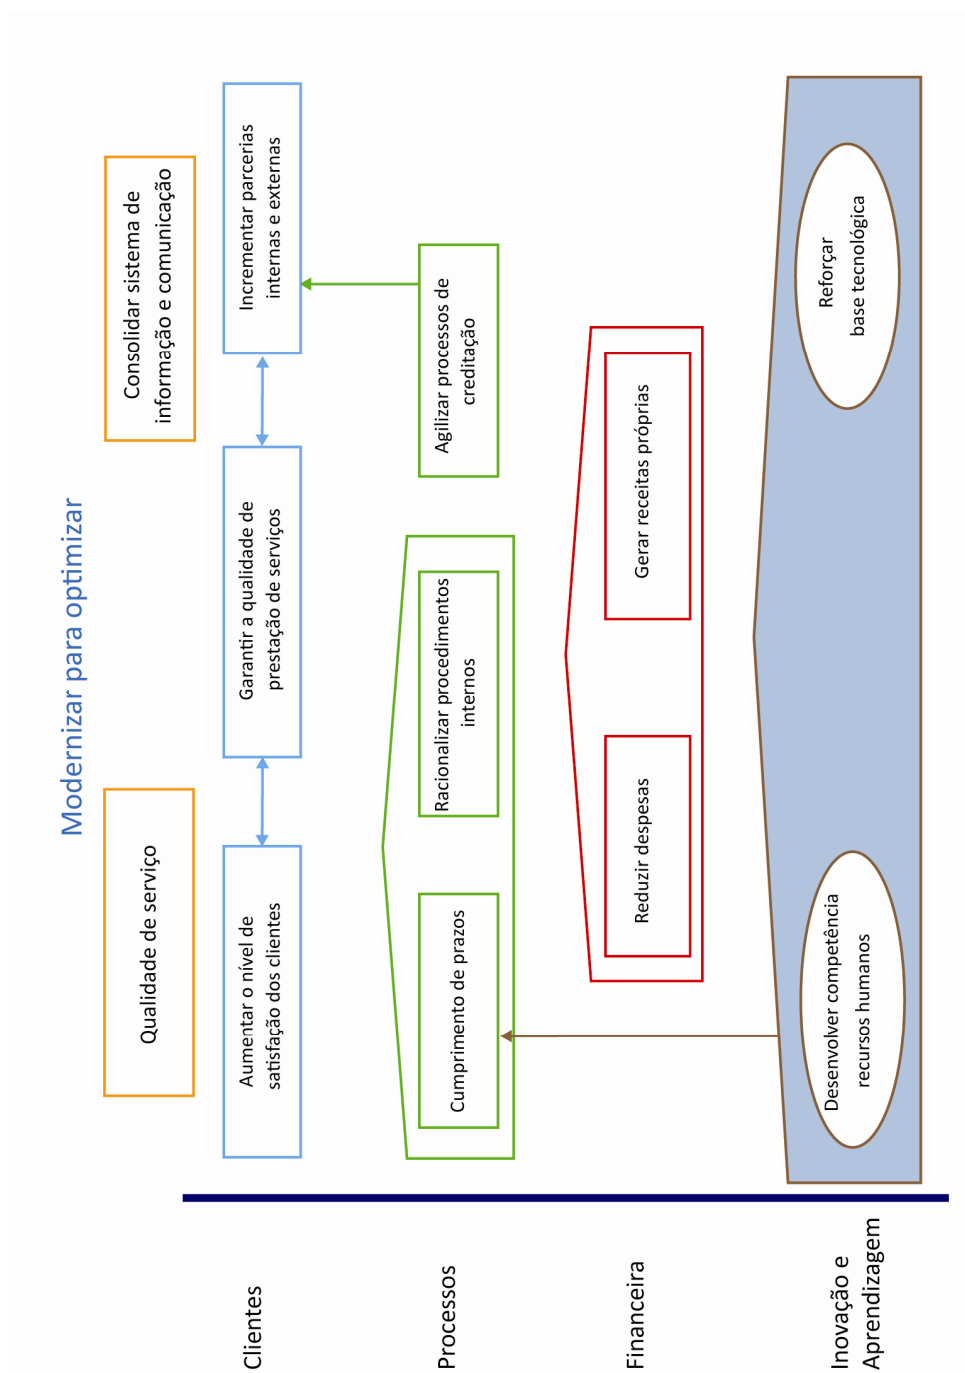 Modernizar para optimizar
Qualidade de serviço
Consolidar sistema de
informação e comunicação
Clientes
Aumentar o nível de
satisfação dos clientes
Garantir a qualidade de
prestação de serviços
Incrementar parcerias
internas e externas
Processos
Cumprimento de prazos
Racionalizar procedimentos
internos
Agilizar processos de
creditação
Financeira
Reduzir despesas
Gerar receitas próprias
Inovação e
Aprendizagem
Desenvolver competência
recursos humanos
Reforçar
base tecnológica